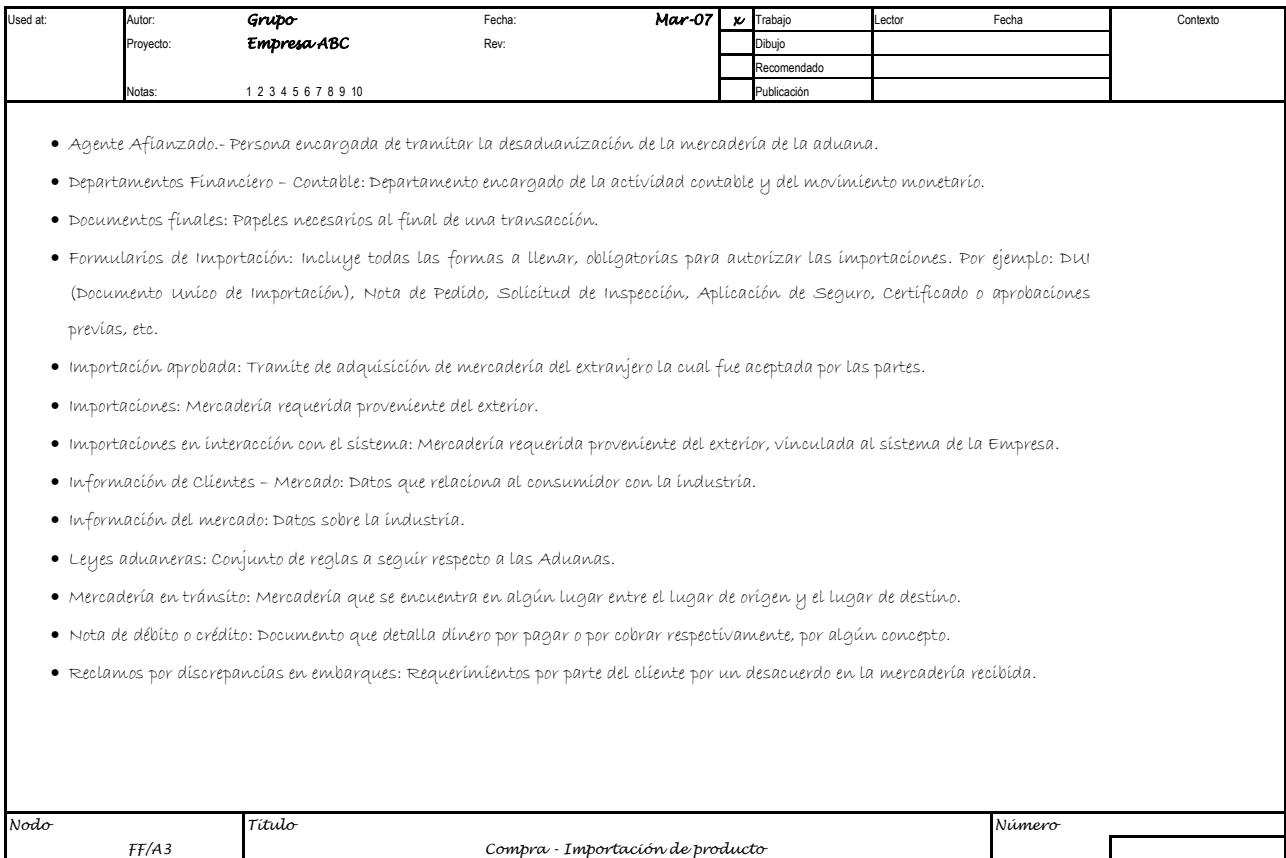 Used at: Autor: Grupo Fecha: Mar-07 x Trabajo Lector Fecha Contexto
Proyecto: Empresa ABC Rev: Dibujo
Recomendado
Notas: 1 2 3 4 5 6 7 8 9 10 Publicación
• Agente Afianzado.- Persona encargada de tramitar la desaduanización de la mercadería de la aduana.
• Departamentos Financiero – Contable: Departamento encargado de la actividad contable y del movimiento monetario.
• Documentos finales: Papeles necesarios al final de una transacción.
• Formularios de Importación: Incluye todas las formas a llenar, obligatorias para autorizar las importaciones. Por ejemplo: DUI
(Documento Unico de Importación), Nota de Pedido, Solicitud de Inspección, Aplicación de Seguro, Certificado o aprobaciones
previas, etc.
• Importación aprobada: Tramite de adquisición de mercadería del extranjero la cual fue aceptada por las partes.
• Importaciones: Mercadería requerida proveniente del exterior.
• Importaciones en interacción con el sistema: Mercadería requerida proveniente del exterior, vinculada al sistema de la Empresa.
• Información de Clientes – Mercado: Datos que relaciona al consumidor con la industria.
• Información del mercado: Datos sobre la industria.
• Leyes aduaneras: Conjunto de reglas a seguir respecto a las Aduanas.
• Mercadería en tránsito: Mercadería que se encuentra en algún lugar entre el lugar de origen y el lugar de destino.
• Nota de débito o crédito: Documento que detalla dinero por pagar o por cobrar respectivamente, por algún concepto.
• Reclamos por discrepancias en embarques: Requerimientos por parte del cliente por un desacuerdo en la mercadería recibida.
Nodo Título Número
FF/A3 Compra - Importación de producto